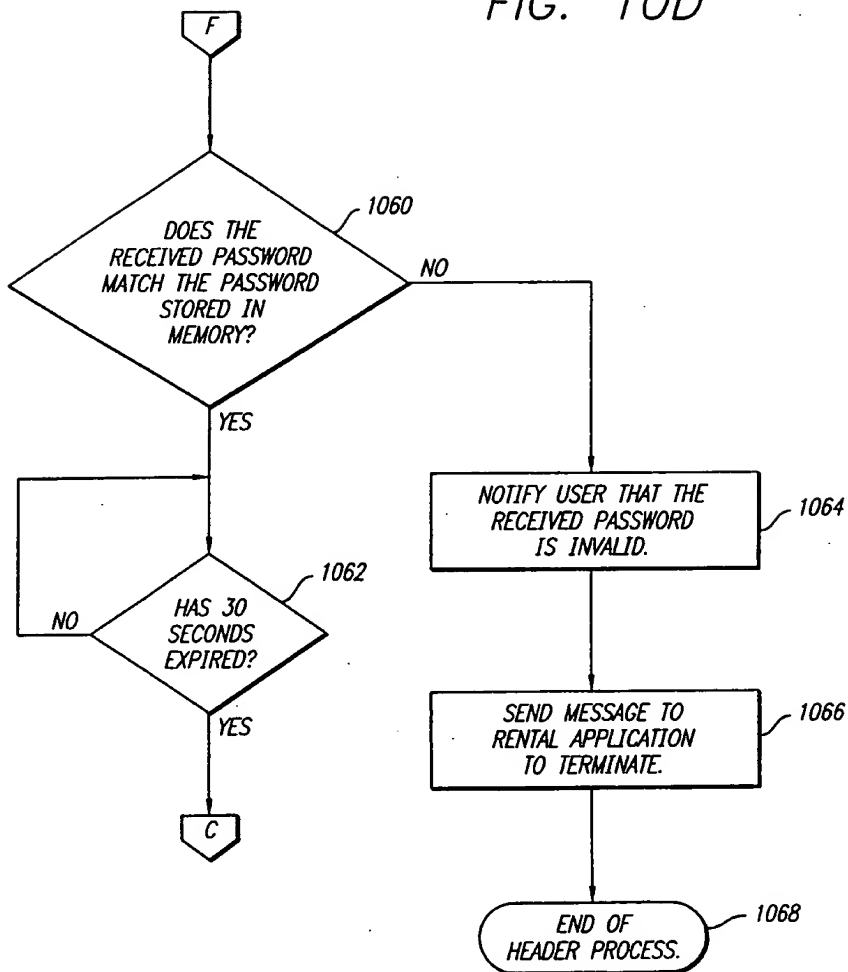 FIG. 10D
F
DOES THE
RECEIVED PASSWORD
MATCH THE PASSWORD
STORED IN
MEMORY?
1060
NO
YES
HAS 30
SECONDS
EXPIRED?
1062
NO
YES
C
NOTIFY USER THAT THE
RECEIVED PASSWORD
IS INVALID.
1064
SEND MESSAGE TO
RENTAL APPLICATION
TO TERMINATE.
1066
END OF
HEADER PROCESS.
1068